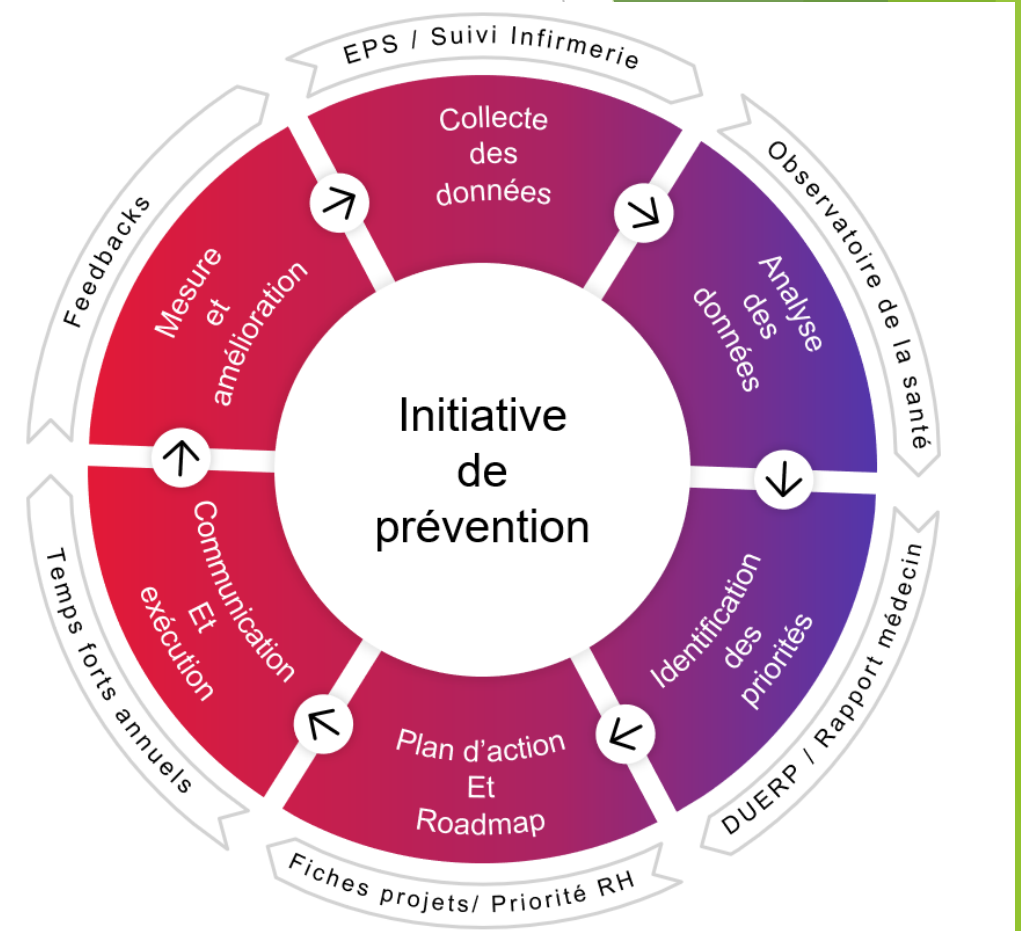 EPS / Suivi Infirmerie
Collecte
des
données
Observatoire de la santé
Analyse
des
données
DUERP / Rapport médecin
Identification
des
priorités
Fiches projets/ Priorité RH
Plan d’action
Et
Roadmap
Temps forts annuels
Communication
Et
exécution
Feedbacks
Mesure
et
amélioration
Initiative
de
prévention